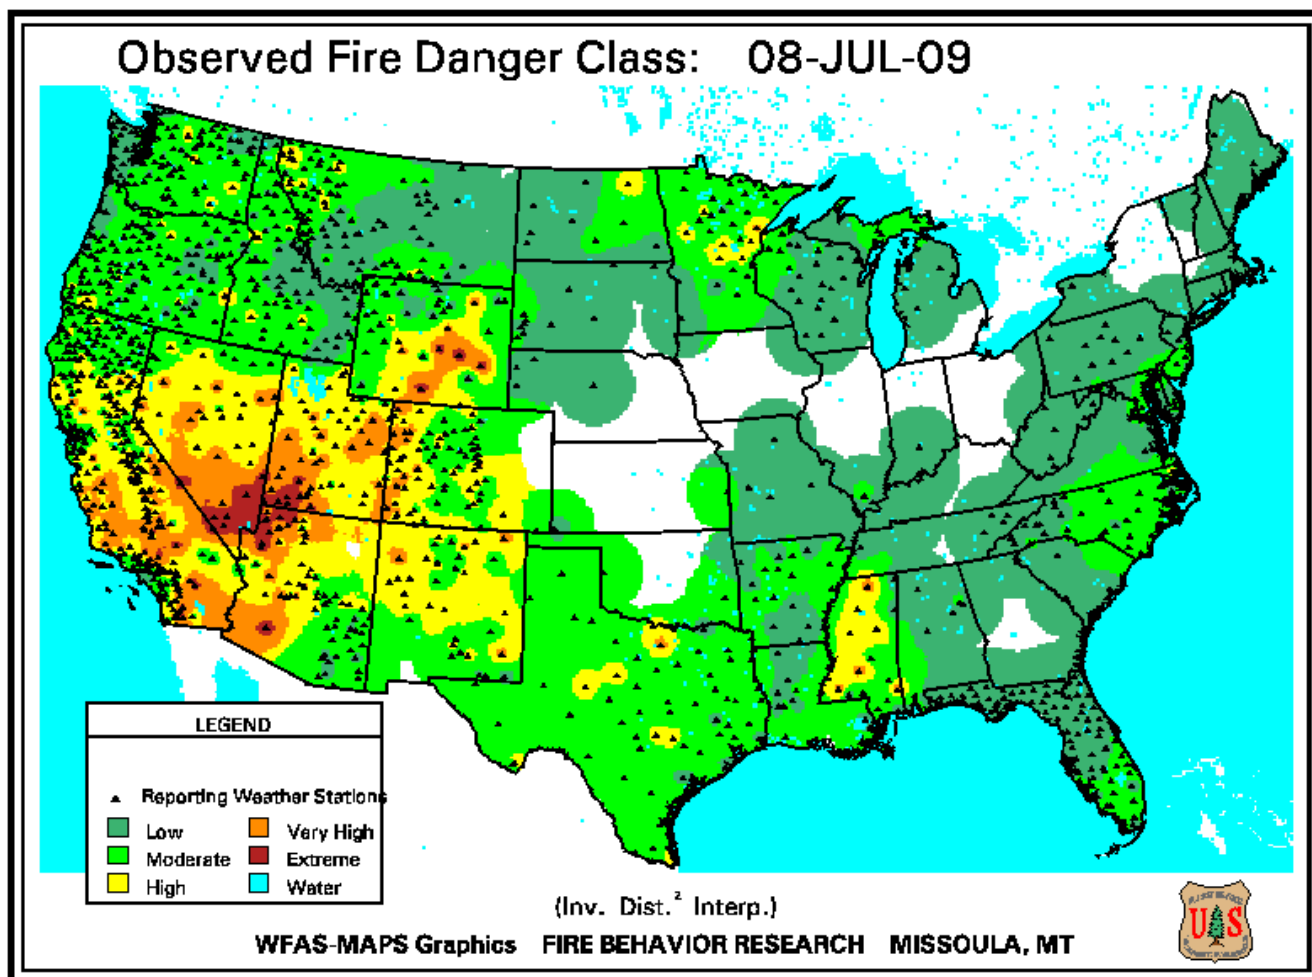 Observed Fire Danger Class: 08-JUL-09
LEGEND
Reporting Weather Stations
Low
Very High
Moderate
Extreme
High
Water
(Inv. Dist.² Interp.)
WFAS-MAPS Graphics FIRE BEHAVIOR RESEARCH MISSOULA, MT
US